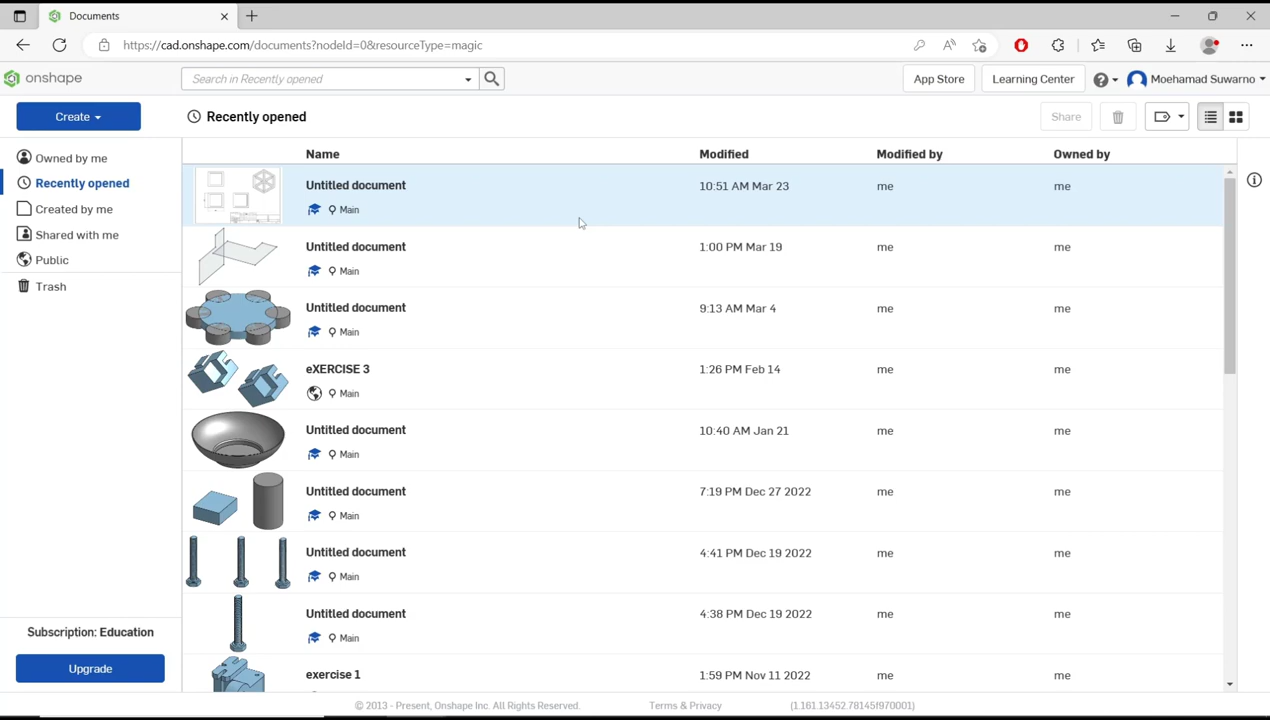 Documents
https://cad.onshape.com/documents?nodeId=0&resourceType=magic
onshape
Search in Recently opened
App Store
Learning Center
Moehamad Suwarno
Create
Recently opened
Share
Owned by me
Recently opened
Created by me
Shared with me
Public
Trash
Name Modified Modified by Owned by
Untitled document 10:51 AM Mar 23 me me
Main
Untitled document 1:00 PM Mar 19 me me
Main
Untitled document 9:13 AM Mar 4 me me
Main
eXERCISE 3 1:26 PM Feb 14 me me
Main
Untitled document 10:40 AM Jan 21 me me
Main
Untitled document 7:19 PM Dec 27 2022 me me
Main
Untitled document 4:41 PM Dec 19 2022 me me
Main
Untitled document 4:38 PM Dec 19 2022 me me
Main
exercise 1 1:59 PM Nov 11 2022 me me
Subscription: Education
Upgrade
© 2013 - Present, Onshape Inc. All Rights Reserved. Terms & Privacy (1.161.13452.78145f970001)